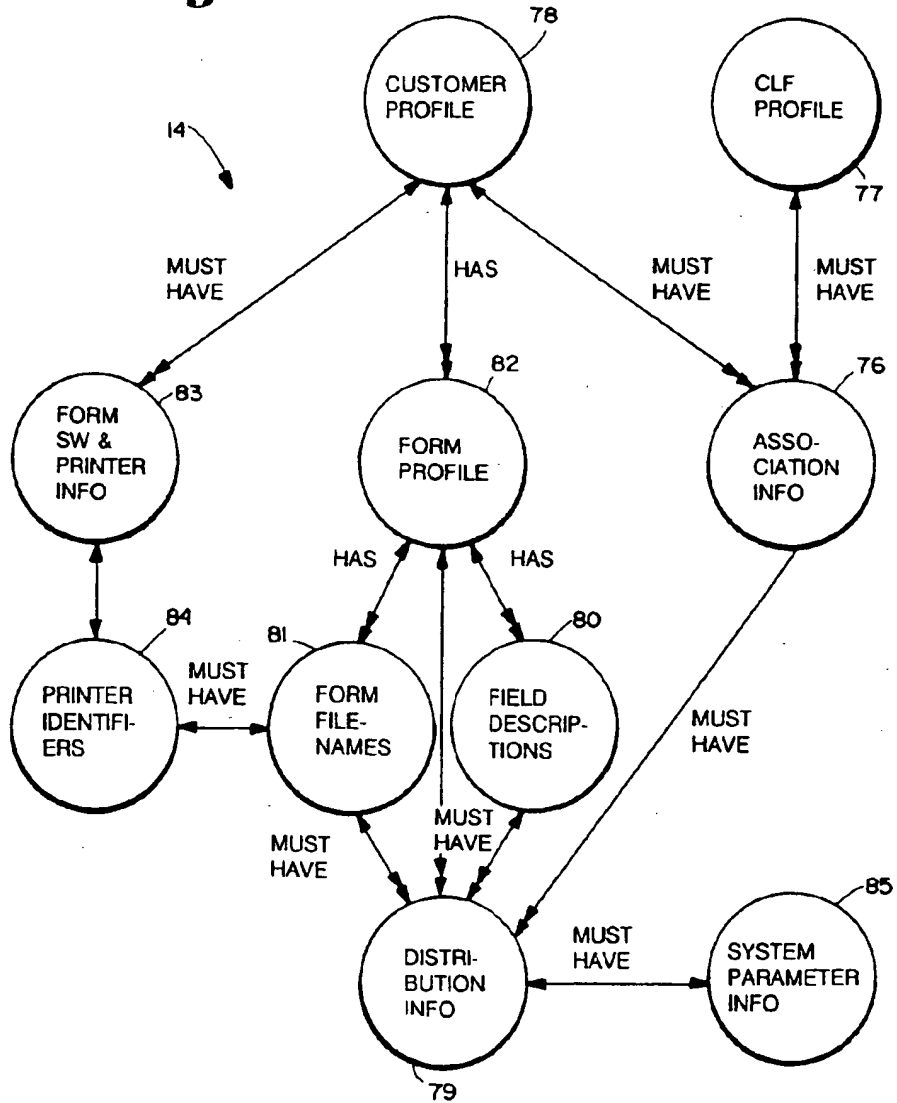 78
CUSTOMER
PROFILE
CLF
PROFILE
14
77
MUST
HAVE
HAS
MUST
HAVE
MUST
HAVE
83
82
76
FORM
SW &
PRINTER
INFO
FORM
PROFILE
ASSO-
CIATION
INFO
HAS
HAS
84
81
80
MUST
HAVE
PRINTER
IDENTIFI-
ERS
FORM
FILE-
NAMES
FIELD
DESCRIP-
TIONS
MUST
HAVE
MUST
HAVE
MUST
HAVE
85
DISTRI-
BUTION
INFO
MUST
HAVE
SYSTEM
PARAMETER
INFO
79